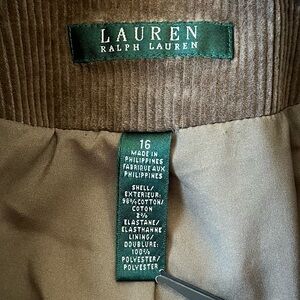 LAUREN
RALPH LAUREN
16
MADE IN
PHILIPPINES
FABRIQUE AUX
PHILIPPINES
SHELL/
EXTERIEUR:
98% COTTON/
COTON
2%
ELASTANE/
ELASTHANNE
LINING/
DOUBLURE:
100%
POLYESTER/
POLYESTER